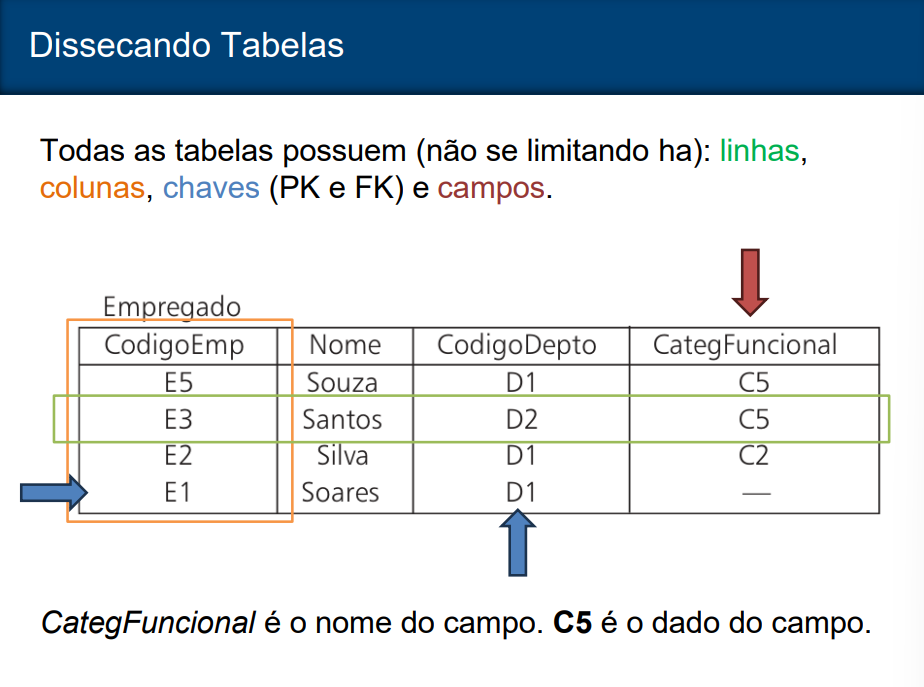 Dissecando Tabelas
Todas as tabelas possuem (não se limitando ha): linhas,
colunas, chaves (PK e FK) e campos.
Empregado
CodigoEmp Nome CodigoDepto CategFuncional
E5 Souza D1 C5
E3 Santos D2 C5
E2 Silva D1 C2
E1 Soares D1 —
CategFuncional é o nome do campo. C5 é o dado do campo.